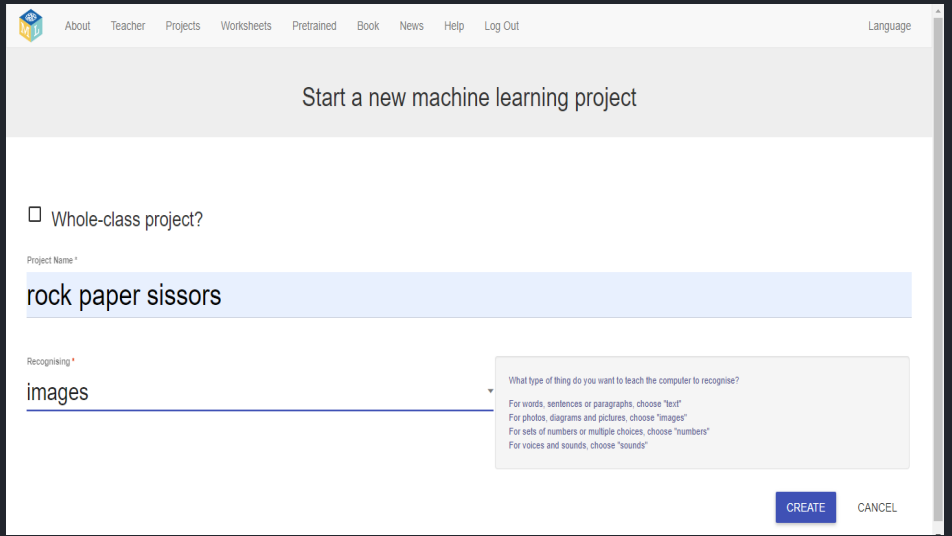 About Teacher Projects Worksheets Pretrained Book News Help Log Out Language
Start a new machine learning project
Whole-class project?
Project Name *
rock paper sissors
Recognising *
images
What type of thing do you want to teach the computer to recognise?
For words, sentences or paragraphs, choose "text"
For photos, diagrams and pictures, choose "images"
For sets of numbers or multiple choices, choose "numbers"
For voices and sounds, choose "sounds"
CREATE CANCEL